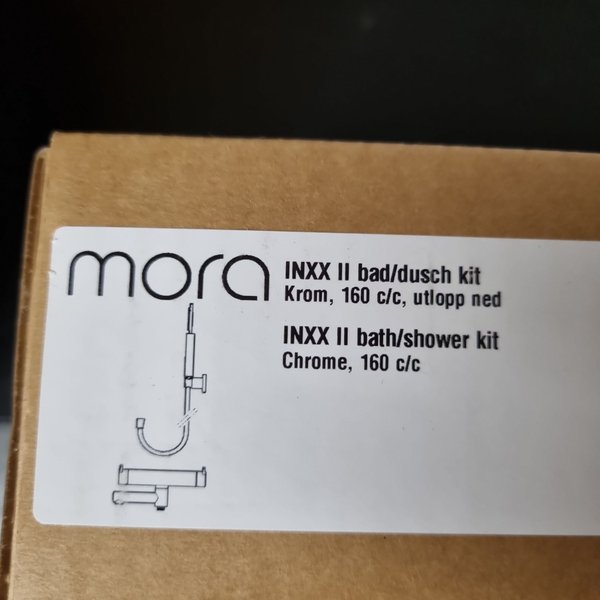 mora
INXX II bad/dusch kit
Krom, 160 c/c, utlopp ned
INXX II bath/shower kit
Chrome, 160 c/c